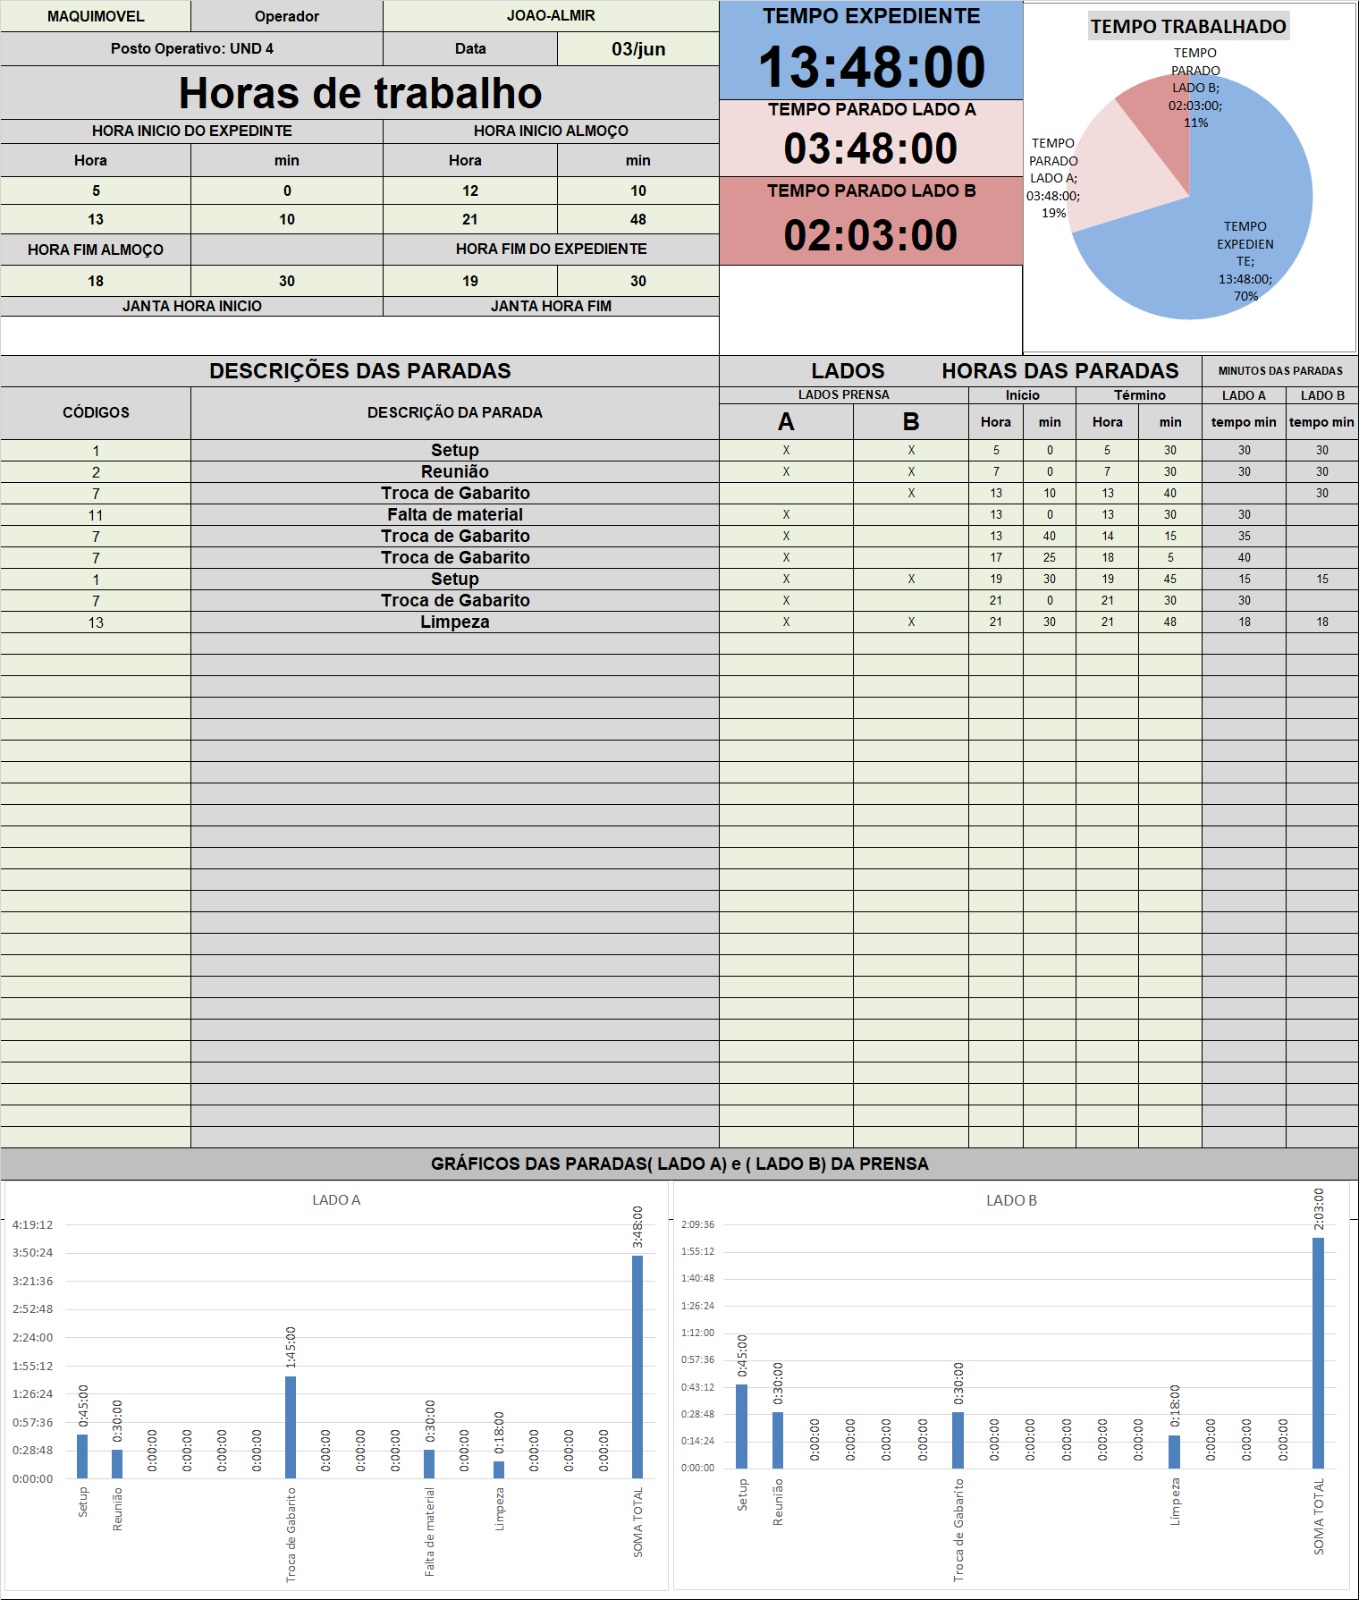 MAQUIMOVEL Operador JOAO-ALMIR
Posto Operativo: UND 4 Data 03/jun
Horas de trabalho
HORA INICIO DO EXPEDINTE HORA INICIO ALMOÇO
Hora min Hora min
5 0 12 10
13 10 21 48
HORA FIM ALMOÇO HORA FIM DO EXPEDIENTE
18 30 19 30
JANTA HORA INICIO JANTA HORA FIM
TEMPO EXPEDIENTE
13:48:00
TEMPO PARADO LADO A
03:48:00
TEMPO PARADO LADO B
02:03:00
TEMPO TRABALHADO
TEMPO
PARADO
LADO B;
02:03:00;
11%
TEMPO
PARADO
LADO A;
03:48:00;
19%
TEMPO
EXPEDIEN
TE;
13:48:00;
70%
DESCRIÇÕES DAS PARADAS LADOS HORAS DAS PARADAS MINUTOS DAS PARADAS
CÓDIGOS DESCRIÇÃO DA PARADA LADOS PRENSA Início Término LADO A LADO B
A B Hora min Hora min tempo min tempo min
1 Setup X X 5 0 5 30 30 30
2 Reunião X X 7 0 7 30 30 30
7 Troca de Gabarito X 13 10 13 40 30
11 Falta de material X 13 0 13 30 30
7 Troca de Gabarito X 13 40 14 15 35
7 Troca de Gabarito X 17 25 18 5 40
1 Setup X X 19 30 19 45 15 15
7 Troca de Gabarito X 21 0 21 30 30
13 Limpeza X X 21 30 21 48 18 18
GRÁFICOS DAS PARADAS( LADO A) e ( LADO B) DA PRENSA
LADO A
4:19:12
3:50:24
3:21:36
2:52:48
2:24:00
1:55:12
1:26:24
0:57:36
0:28:48
0:00:00
0:45:00
0:30:00
0:00:00
0:00:00
0:00:00
0:00:00
1:45:00
0:00:00
0:00:00
0:00:00
0:30:00
0:00:00
0:18:00
0:00:00
0:00:00
0:00:00
3:48:00
Setup
Reunião
Troca de Gabarito
Falta de material
Limpeza
SOMA TOTAL
LADO B
2:09:36
1:55:12
1:40:48
1:26:24
1:12:00
0:57:36
0:43:12
0:28:48
0:14:24
0:00:00
0:45:00
0:30:00
0:00:00
0:00:00
0:00:00
0:00:00
0:30:00
0:00:00
0:00:00
0:00:00
0:00:00
0:00:00
0:18:00
0:00:00
0:00:00
0:00:00
2:03:00
Setup
Reunião
Troca de Gabarito
Limpeza
SOMA TOTAL